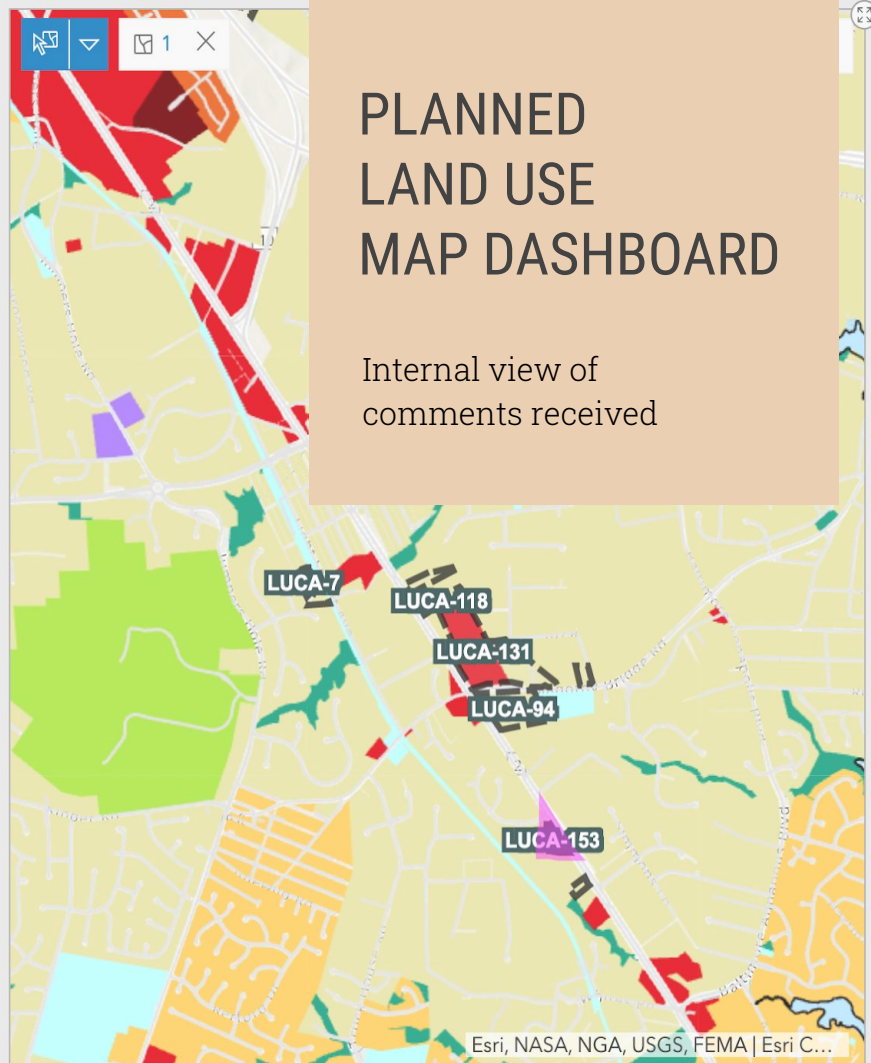 1
PLANNED
LAND USE
MAP DASHBOARD
Internal view of
comments received
10
LUCA-7
LUCA-118
LUCA-131
LUCA-94
LUCA-153
Esri, NASA, NGA, USGS, FEMA | Esri C...